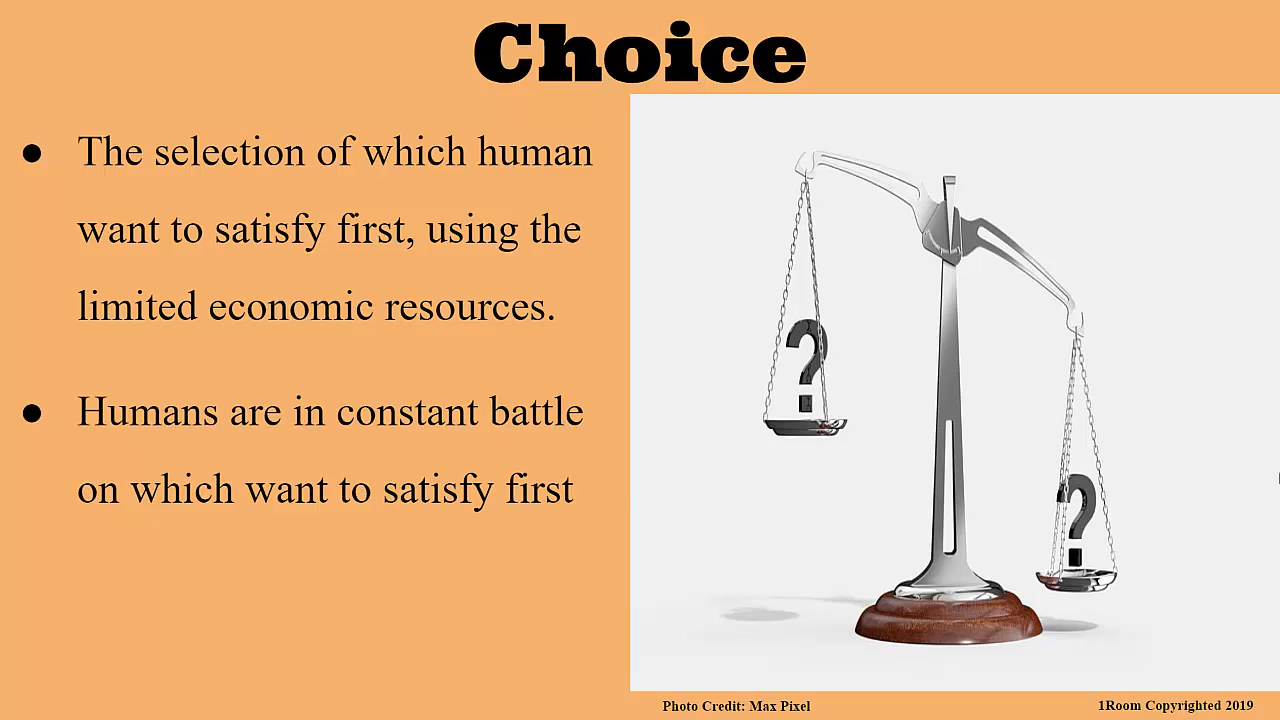 Choice
● The selection of which human
want to satisfy first, using the
limited economic resources.
● Humans are in constant battle
on which want to satisfy first
?
?
Photo Credit: Max Pixel
1Room Copyrighted 2019